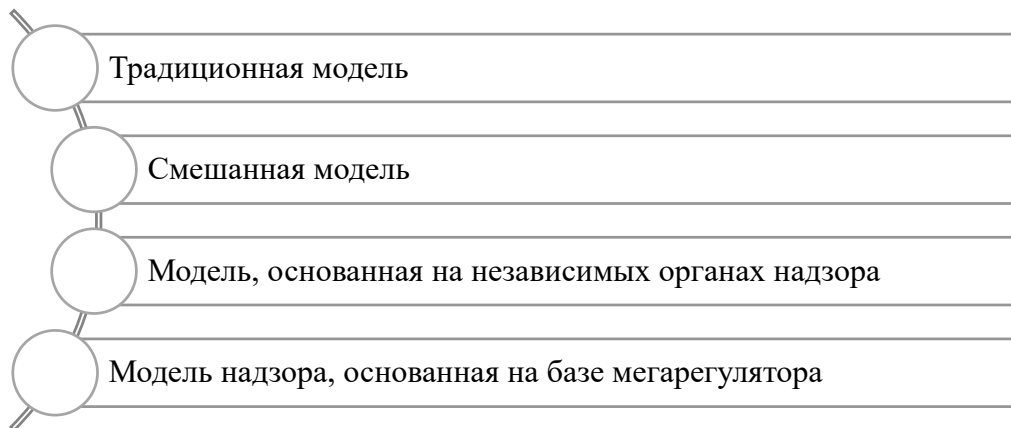 Традиционная модель
Смешанная модель
Модель, основанная на независимых органах надзора
Модель надзора, основанная на базе мегарегулятора